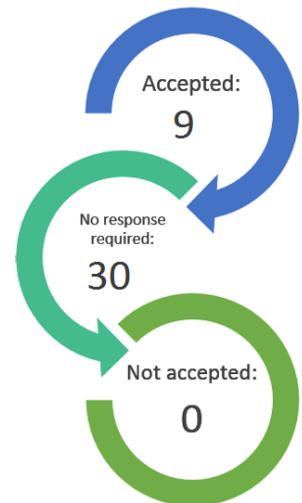 Accepted:
9
No response
required:
30
Not accepted:
0